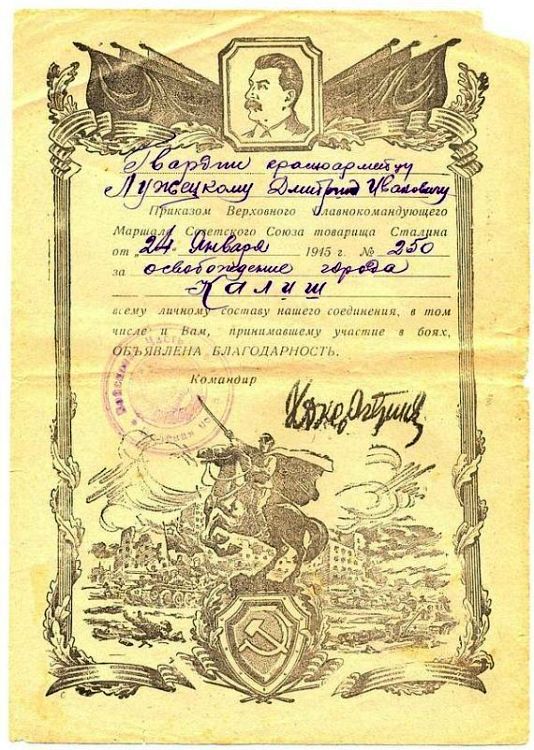 Гвардии красноармейцу
Лужецкому Дмитрию Ивановичу
Приказом Верховного Главнокомандующего
Маршала Советского Союза товарища Сталина
от „24“ Января 1945 г. № 250
за освобождение города
Калиш
всему личному составу нашего соединения, в том
числе и Вам, принимавшему участие в боях,
ОБЪЯВЛЕНА БЛАГОДАРНОСТЬ.
Командир
часть